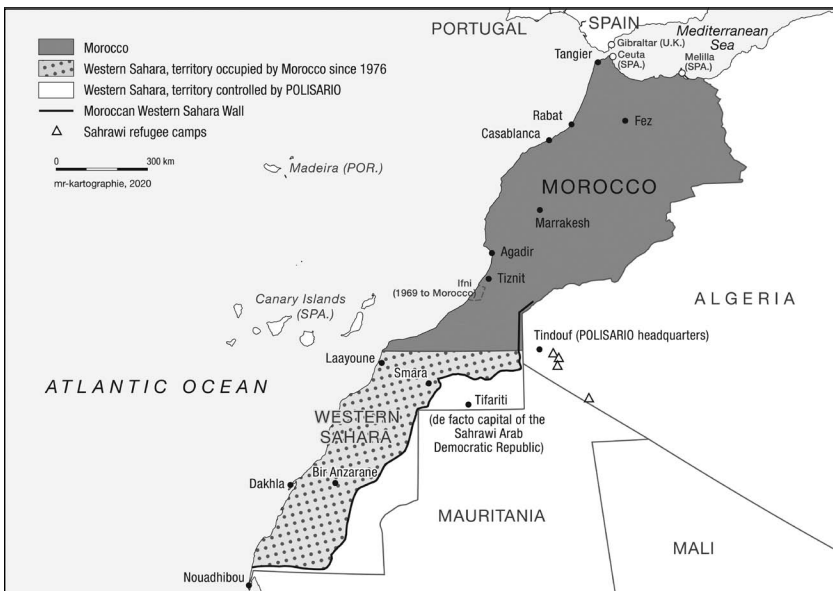 PORTUGAL
SPAIN
Mediterranean
Sea
Gibraltar (U.K.)
Ceuta
(SPA.)
Melilla
(SPA.)
Tangier
Morocco
Western Sahara, territory occupied by Morocco since 1976
Western Sahara, territory controlled by POLISARIO
Moroccan Western Sahara Wall
Sahrawi refugee camps
0 300 km
mr-kartographie, 2020
Madeira (POR.)
Rabat
Fez
Casablanca
MOROCCO
Marrakesh
Agadir
Tiznit
Ifni
(1969 to Morocco)
Canary Islands
(SPA.)
ALGERIA
Tindouf (POLISARIO headquarters)
Laayoune
ATLANTIC OCEAN
Smara
Tifariti
(de facto capital of the
Sahrawi Arab
Democratic Republic)
WESTERN
SAHARA
Bir Anzarane
Dakhla
MAURITANIA
MALI
Nouadhibou